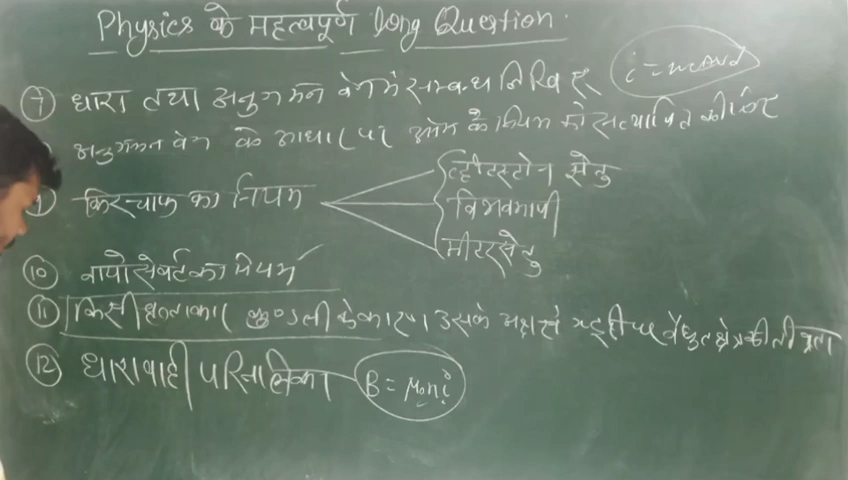 Physics के महत्वपूर्ण long Question.
⑦ धारा तथा अनुगमन वेग में सम्बन्ध लिखिए i = neAvd
अनुगमन वेग के आधार पर ओम के नियम को सत्यापित कीजिए
किरचाफ का नियम
व्हीटस्टोन सेतु
विभवमापी
मीटरसेतु
⑩ वायो सेवर्ट का नियम
⑪ किसी वृत्ताकार कुण्डली के कारण उसके अक्ष से पर वैधुत क्षेत्र की तीव्रता
⑫ धारावाही परिनालिका B = μ₀ni